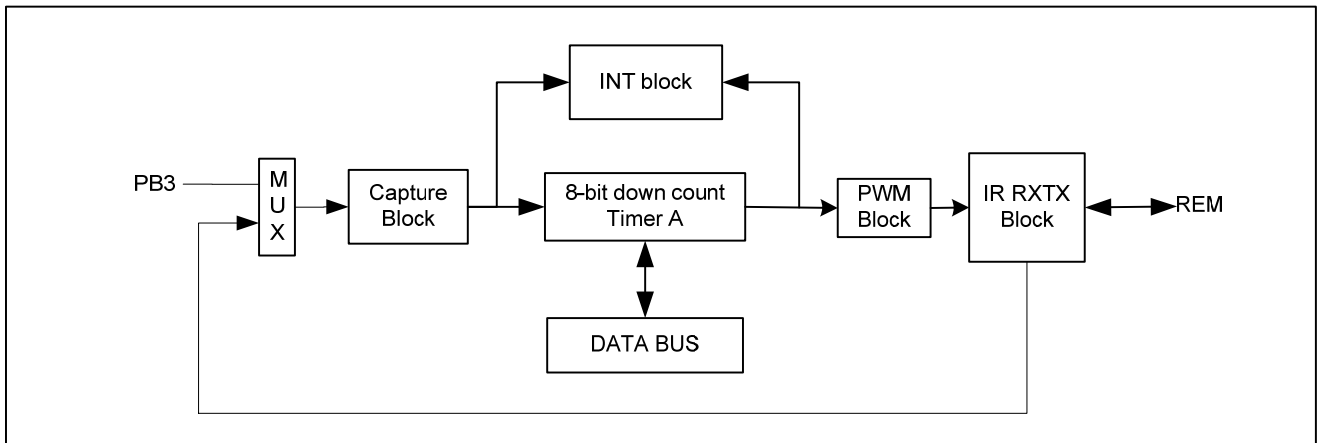 INT block
PB3
M
U
X
Capture
Block
8-bit down count
Timer A
PWM
Block
IR RXTX
Block
REM
DATA BUS